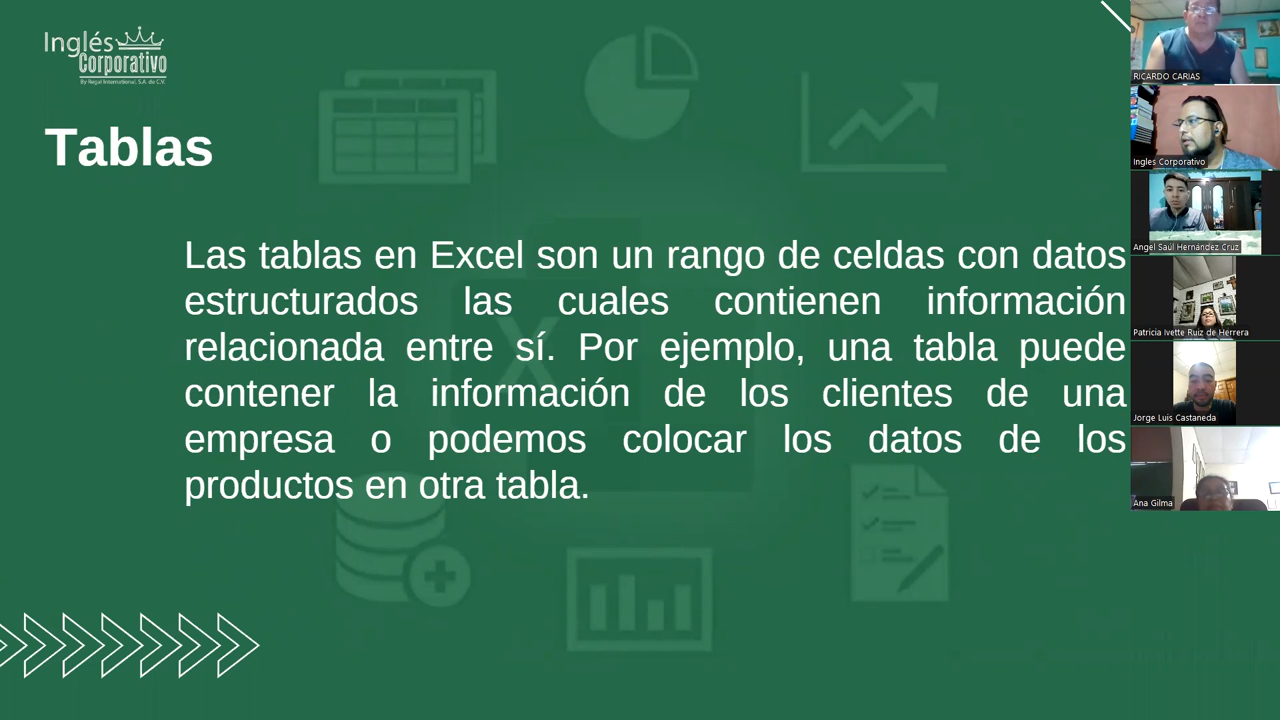 Inglés
Corporativo
By Regal International, S.A. de C.V.
Tablas
Las tablas en Excel son un rango de celdas con datos
estructurados las cuales contienen información
relacionada entre sí. Por ejemplo, una tabla puede
contener la información de los clientes de una
empresa o podemos colocar los datos de los
productos en otra tabla.
RICARDO CARIAS
Ingles Corporativo
Angel Saúl Hernández Cruz
Patricia Ivette Ruiz de Herrera
Jorge Luis Castaneda
Ana Gilma